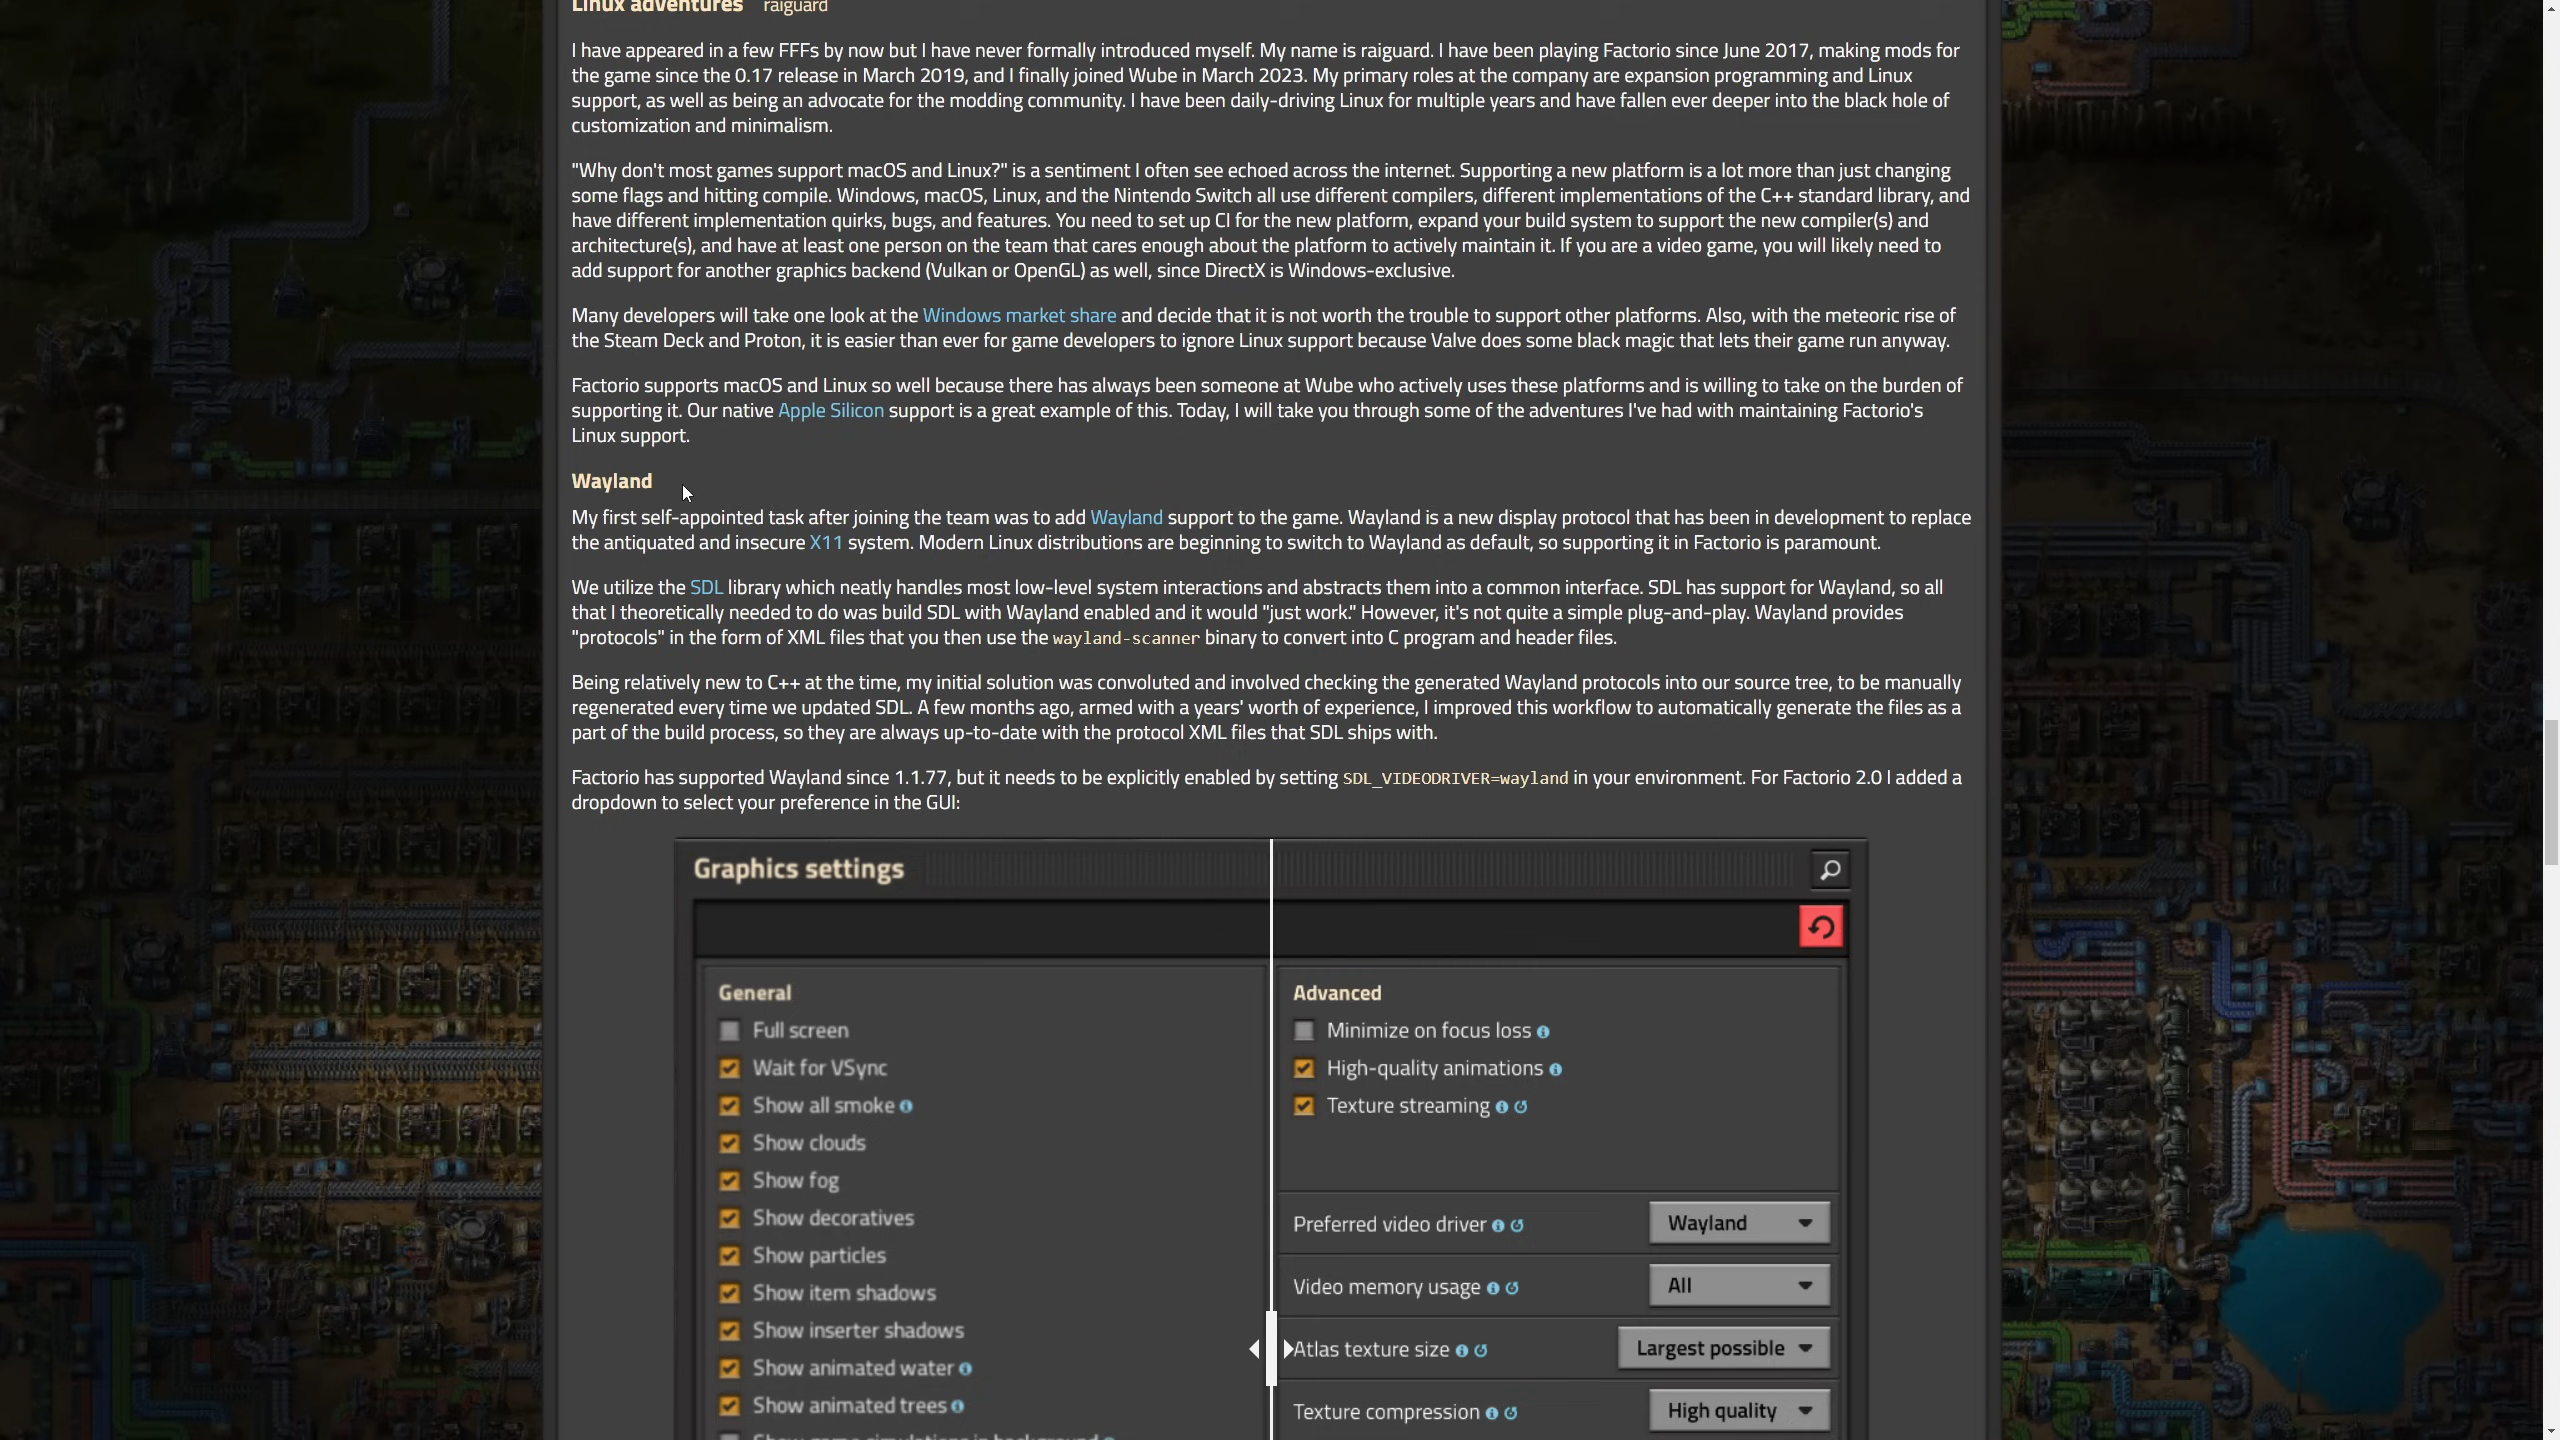 Linux adventures raiguard
I have appeared in a few FFFs by now but I have never formally introduced myself. My name is raiguard. I have been playing Factorio since June 2017, making mods for
the game since the 0.17 release in March 2019, and I finally joined Wube in March 2023. My primary roles at the company are expansion programming and Linux
support, as well as being an advocate for the modding community. I have been daily-driving Linux for multiple years and have fallen ever deeper into the black hole of
customization and minimalism.
"Why don't most games support macOS and Linux?" is a sentiment I often see echoed across the internet. Supporting a new platform is a lot more than just changing
some flags and hitting compile. Windows, macOS, Linux, and the Nintendo Switch all use different compilers, different implementations of the C++ standard library, and
have different implementation quirks, bugs, and features. You need to set up CI for the new platform, expand your build system to support the new compiler(s) and
architecture(s), and have at least one person on the team that cares enough about the platform to actively maintain it. If you are a video game, you will likely need to
add support for another graphics backend (Vulkan or OpenGL) as well, since DirectX is Windows-exclusive.
Many developers will take one look at the Windows market share and decide that it is not worth the trouble to support other platforms. Also, with the meteoric rise of
the Steam Deck and Proton, it is easier than ever for game developers to ignore Linux support because Valve does some black magic that lets their game run anyway.
Factorio supports macOS and Linux so well because there has always been someone at Wube who actively uses these platforms and is willing to take on the burden of
supporting it. Our native Apple Silicon support is a great example of this. Today, I will take you through some of the adventures I've had with maintaining Factorio's
Linux support.
Wayland
My first self-appointed task after joining the team was to add Wayland support to the game. Wayland is a new display protocol that has been in development to replace
the antiquated and insecure X11 system. Modern Linux distributions are beginning to switch to Wayland as default, so supporting it in Factorio is paramount.
We utilize the SDL library which neatly handles most low-level system interactions and abstracts them into a common interface. SDL has support for Wayland, so all
that I theoretically needed to do was build SDL with Wayland enabled and it would "just work." However, it's not quite a simple plug-and-play. Wayland provides
"protocols" in the form of XML files that you then use the wayland-scanner binary to convert into C program and header files.
Being relatively new to C++ at the time, my initial solution was convoluted and involved checking the generated Wayland protocols into our source tree, to be manually
regenerated every time we updated SDL. A few months ago, armed with a years' worth of experience, I improved this workflow to automatically generate the files as a
part of the build process, so they are always up-to-date with the protocol XML files that SDL ships with.
Factorio has supported Wayland since 1.1.77, but it needs to be explicitly enabled by setting SDL_VIDEODRIVER=wayland in your environment. For Factorio 2.0 I added a
dropdown to select your preference in the GUI:
Graphics settings
General
Full screen
Wait for VSync
Show all smoke
Show clouds
Show fog
Show decoratives
Show particles
Show item shadows
Show inserter shadows
Show animated water
Show animated trees
Show game simulations in background
Advanced
Minimize on focus loss
High-quality animations
Texture streaming
Preferred video driver Wayland
Video memory usage All
Atlas texture size Largest possible
Texture compression High quality